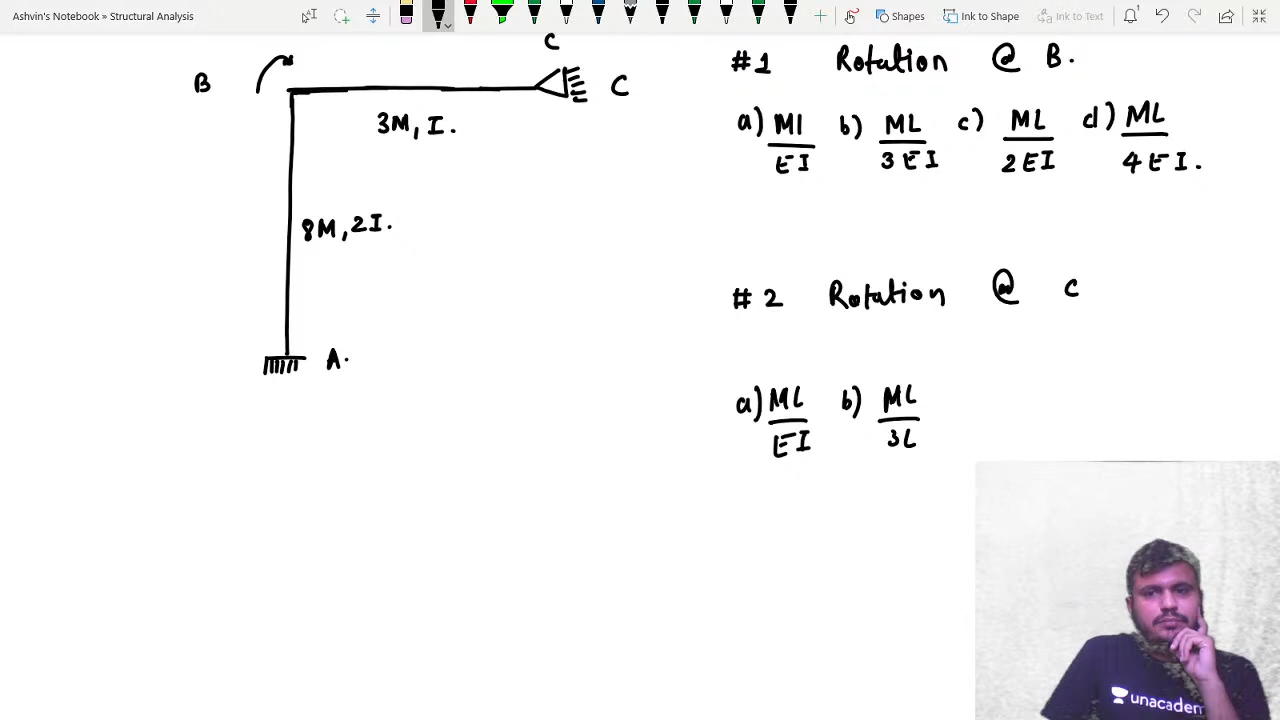 Ashvin's Notebook » Structural Analysis
Shapes
Ink to Shape
Ink to Text
C
B
C
3M, I.
8M, 2I.
A.
#1 Rotation @ B.
a) Ml/EI b) ML/3EI c) ML/2EI d) ML/4EI.
#2 Rotation @ C
a) ML/EI b) ML/3L
unacadem